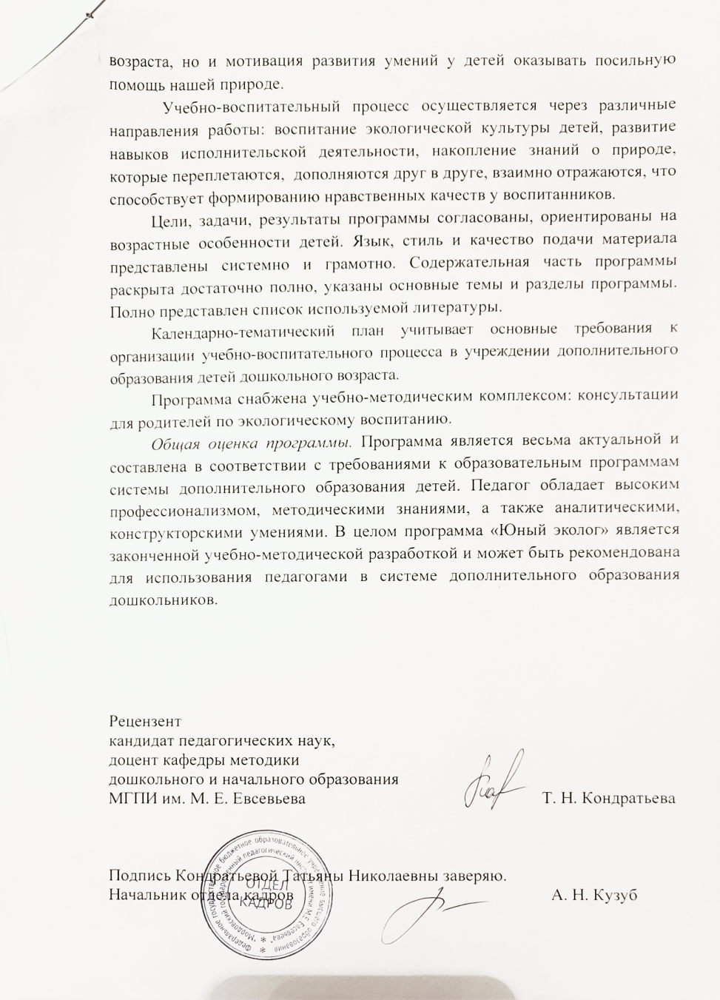 возраста, но и мотивация развития умений у детей оказывать посильную
помощь нашей природе.
Учебно-воспитательный процесс осуществляется через различные
направления работы: воспитание экологической культуры детей, развитие
навыков исполнительской деятельности, накопление знаний о природе,
которые переплетаются, дополняются друг в друге, взаимно отражаются, что
способствует формированию нравственных качеств у воспитанников.
Цели, задачи, результаты программы согласованы, ориентированы на
возрастные особенности детей. Язык, стиль и качество подачи материала
представлены системно и грамотно. Содержательная часть программы
раскрыта достаточно полно, указаны основные темы и разделы программы.
Полно представлен список используемой литературы.
Календарно-тематический план учитывает основные требования к
организации учебно-воспитательного процесса в учреждении дополнительного
образования детей дошкольного возраста.
Программа снабжена учебно-методическим комплексом: консультации
для родителей по экологическому воспитанию.
Общая оценка программы. Программа является весьма актуальной и
составлена в соответствии с требованиями к образовательным программам
системы дополнительного образования детей. Педагог обладает высоким
профессионализмом, методическими знаниями, а также аналитическими,
конструкторскими умениями. В целом программа «Юный эколог» является
законченной учебно-методической разработкой и может быть рекомендована
для использования педагогами в системе дополнительного образования
дошкольников.
Рецензент
кандидат педагогических наук,
доцент кафедры методики
дошкольного и начального образования
МГПИ им. М. Е. Евсевьева Т. Н. Кондратьева
Подпись Кондратьевой Татьяны Николаевны заверяю.
Начальник отдела кадров А. Н. Кузуб
Федеральное государственное бюджетное образовательное учреждение высшего образования
"Мордовский государственный педагогический институт имени М.Е. Евсевьева"
ОТДЕЛ
КАДРОВ